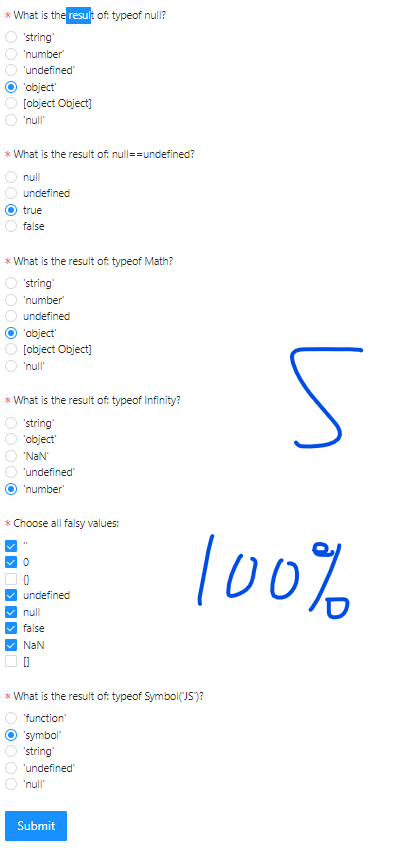 * What is the result of: typeof null?
'string'
'number'
'undefined'
'object'
[object Object]
'null'
* What is the result of: null==undefined?
null
undefined
true
false
* What is the result of: typeof Math?
'string'
'number'
undefined
'object'
[object Object]
'null'
5
* What is the result of: typeof Infinity?
'string'
'object'
'NaN'
'undefined'
'number'
* Choose all falsy values:
''
0
{}
undefined
null
false
NaN
[]
100%
* What is the result of: typeof Symbol('JS')?
'function'
'symbol'
'string'
'undefined'
'null'
Submit